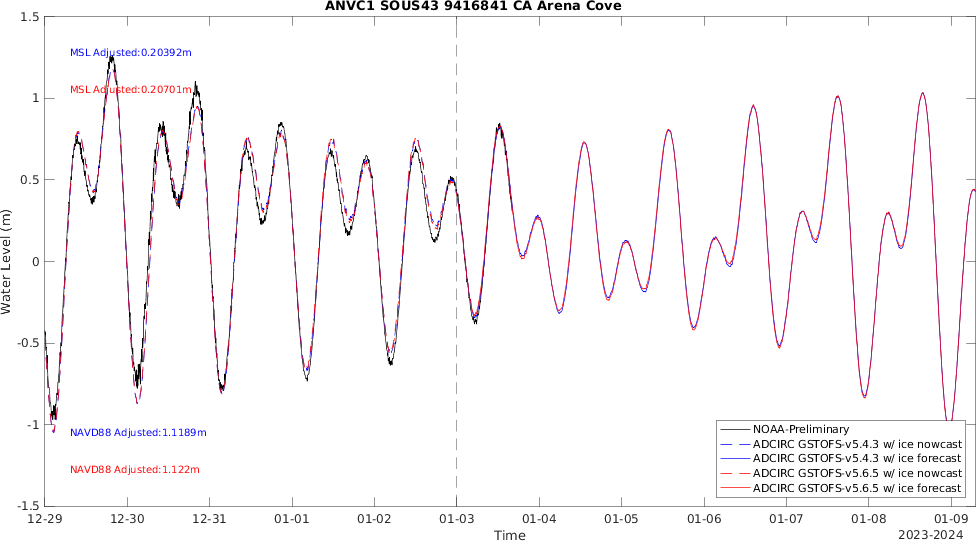 ANVC1 SOUS43 9416841 CA Arena Cove
1.5
1
0.5
0
-0.5
-1
-1.5
Water Level (m)
MSL Adjusted:0.20392m
MSL Adjusted:0.20701m
NAVD88 Adjusted:1.1189m
NAVD88 Adjusted:1.122m
NOAA-Preliminary
ADCIRC GSTOFS-v5.4.3 w/ ice nowcast
ADCIRC GSTOFS-v5.4.3 w/ ice forecast
ADCIRC GSTOFS-v5.6.5 w/ ice nowcast
ADCIRC GSTOFS-v5.6.5 w/ ice forecast
12-29 12-30 12-31 01-01 01-02 01-03 01-04 01-05 01-06 01-07 01-08 01-09
Time
2023-2024